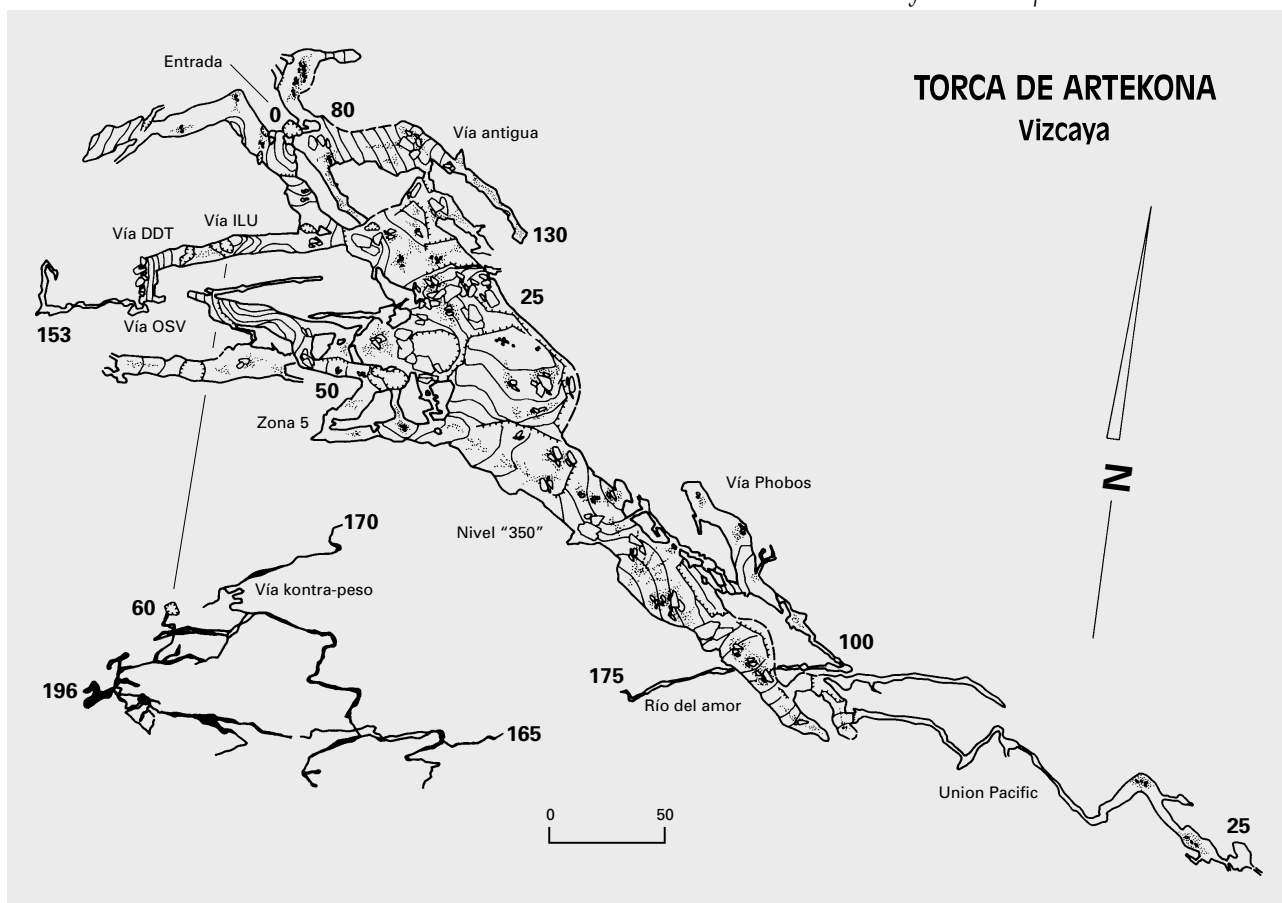 TORCA DE ARTEKONA
Vizcaya
Entrada
0
80
Vía antigua
130
Vía ILU
Vía DDT
153
Vía OSV
25
50
Zona 5
Nivel “350”
Vía Phobos
170
Vía kontra-peso
60
196
165
175
Río del amor
100
Union Pacific
25
N
0 50